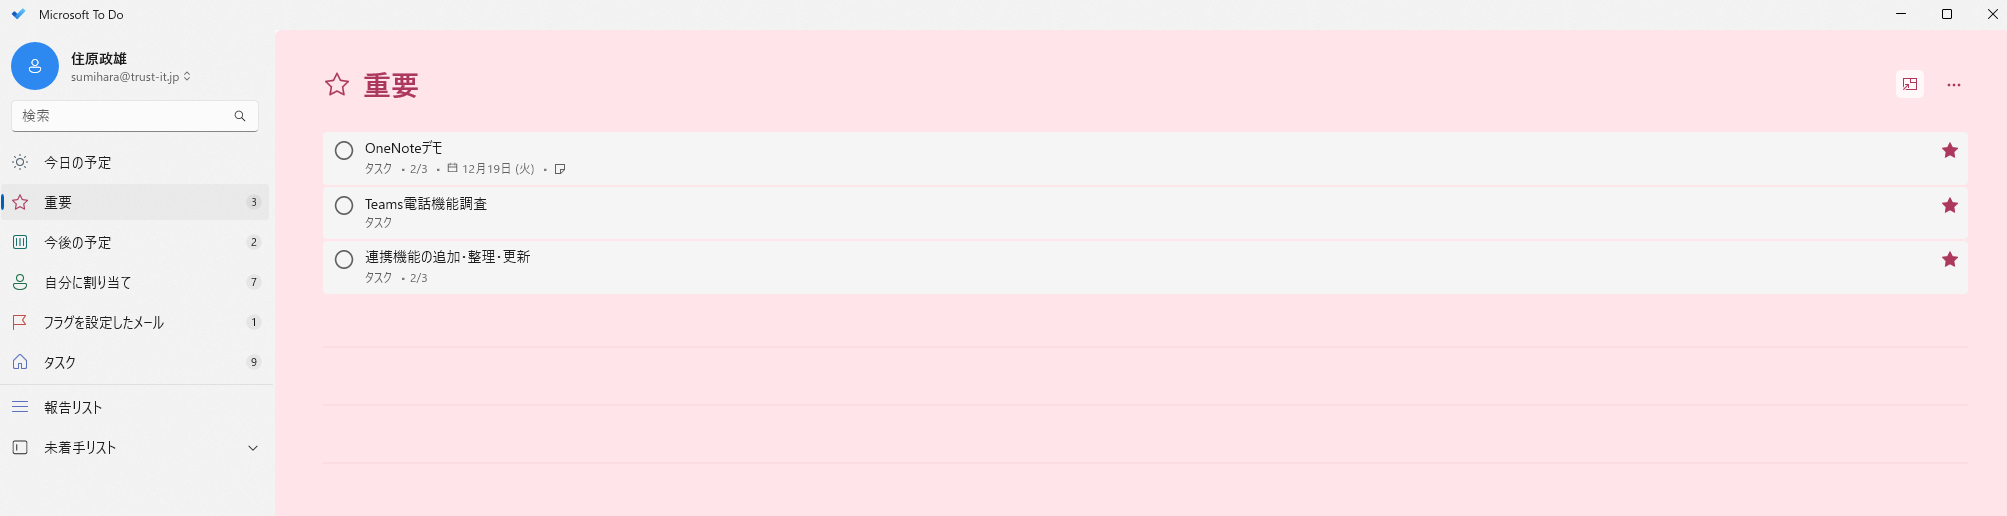 Microsoft To Do
住原政雄
sumihara@trust-it.jp
検索
今日の予定
重要 3
今後の予定 2
自分に割り当て 7
フラグを設定したメール 1
タスク 9
報告リスト
未着手リスト
重要
OneNoteデモ
タスク • 2/3 • 12月19日 (火) •
Teams電話機能調査
タスク
連携機能の追加・整理・更新
タスク • 2/3